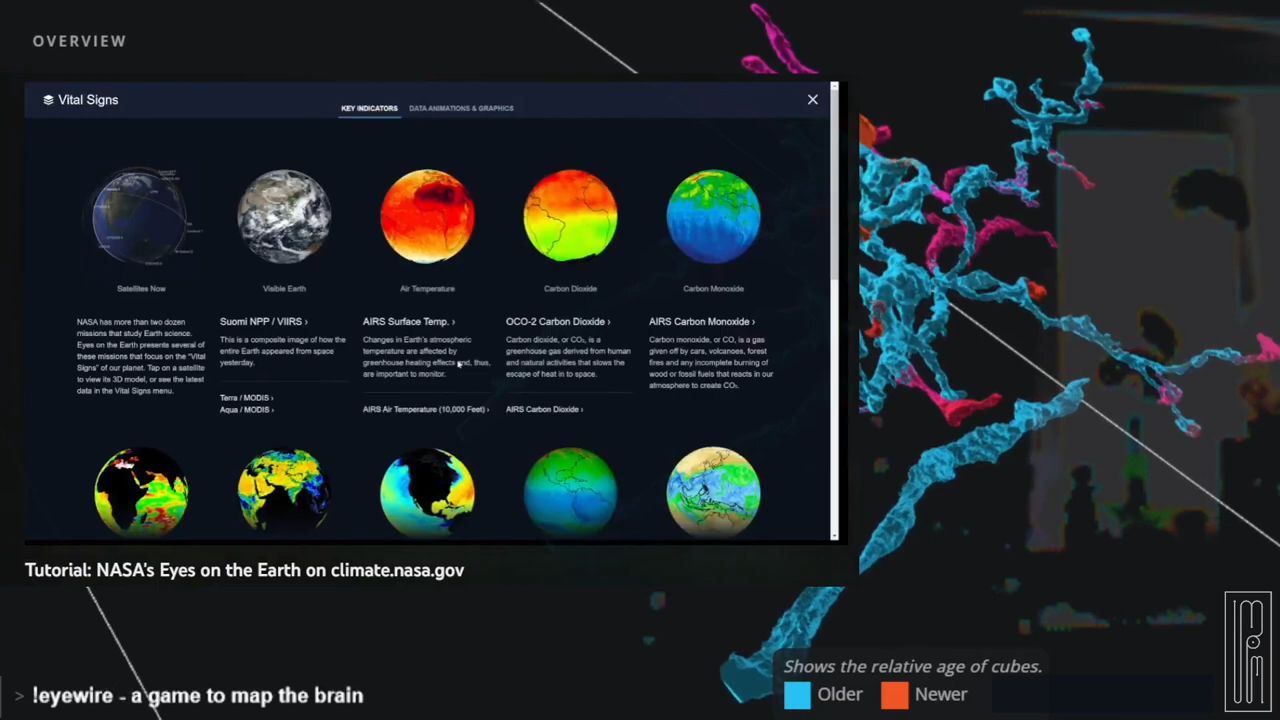 OVERVIEW
Vital Signs
KEY INDICATORS
DATA ANIMATIONS & GRAPHICS
Satellites Now
Visible Earth
Air Temperature
Carbon Dioxide
Carbon Monoxide
NASA has more than two dozen
missions that study Earth science.
Eyes on the Earth presents several of
these missions that focus on the "Vital
Signs" of our planet. Tap on a satellite
to view its 3D model, or see the latest
data in the Vital Signs menu.
Suomi NPP / VIIRS ›
This is a composite image of how the
entire Earth appeared from space
yesterday.
Terra / MODIS ›
Aqua / MODIS ›
AIRS Surface Temp. ›
Changes in Earth's atmospheric
temperature are affected by
greenhouse heating effects and, thus,
are important to monitor.
AIRS Air Temperature (10,000 Feet) ›
OCO-2 Carbon Dioxide ›
Carbon dioxide, or CO₂, is a
greenhouse gas derived from human
and natural activities that slows the
escape of heat in to space.
AIRS Carbon Dioxide ›
AIRS Carbon Monoxide ›
Carbon monoxide, or CO, is a gas
given off by cars, volcanoes, forest
fires and any incomplete burning of
wood or fossil fuels that reacts in our
atmosphere to create CO₂.
Tutorial: NASA's Eyes on the Earth on climate.nasa.gov
> !eyewire - a game to map the brain
Shows the relative age of cubes.
Older
Newer